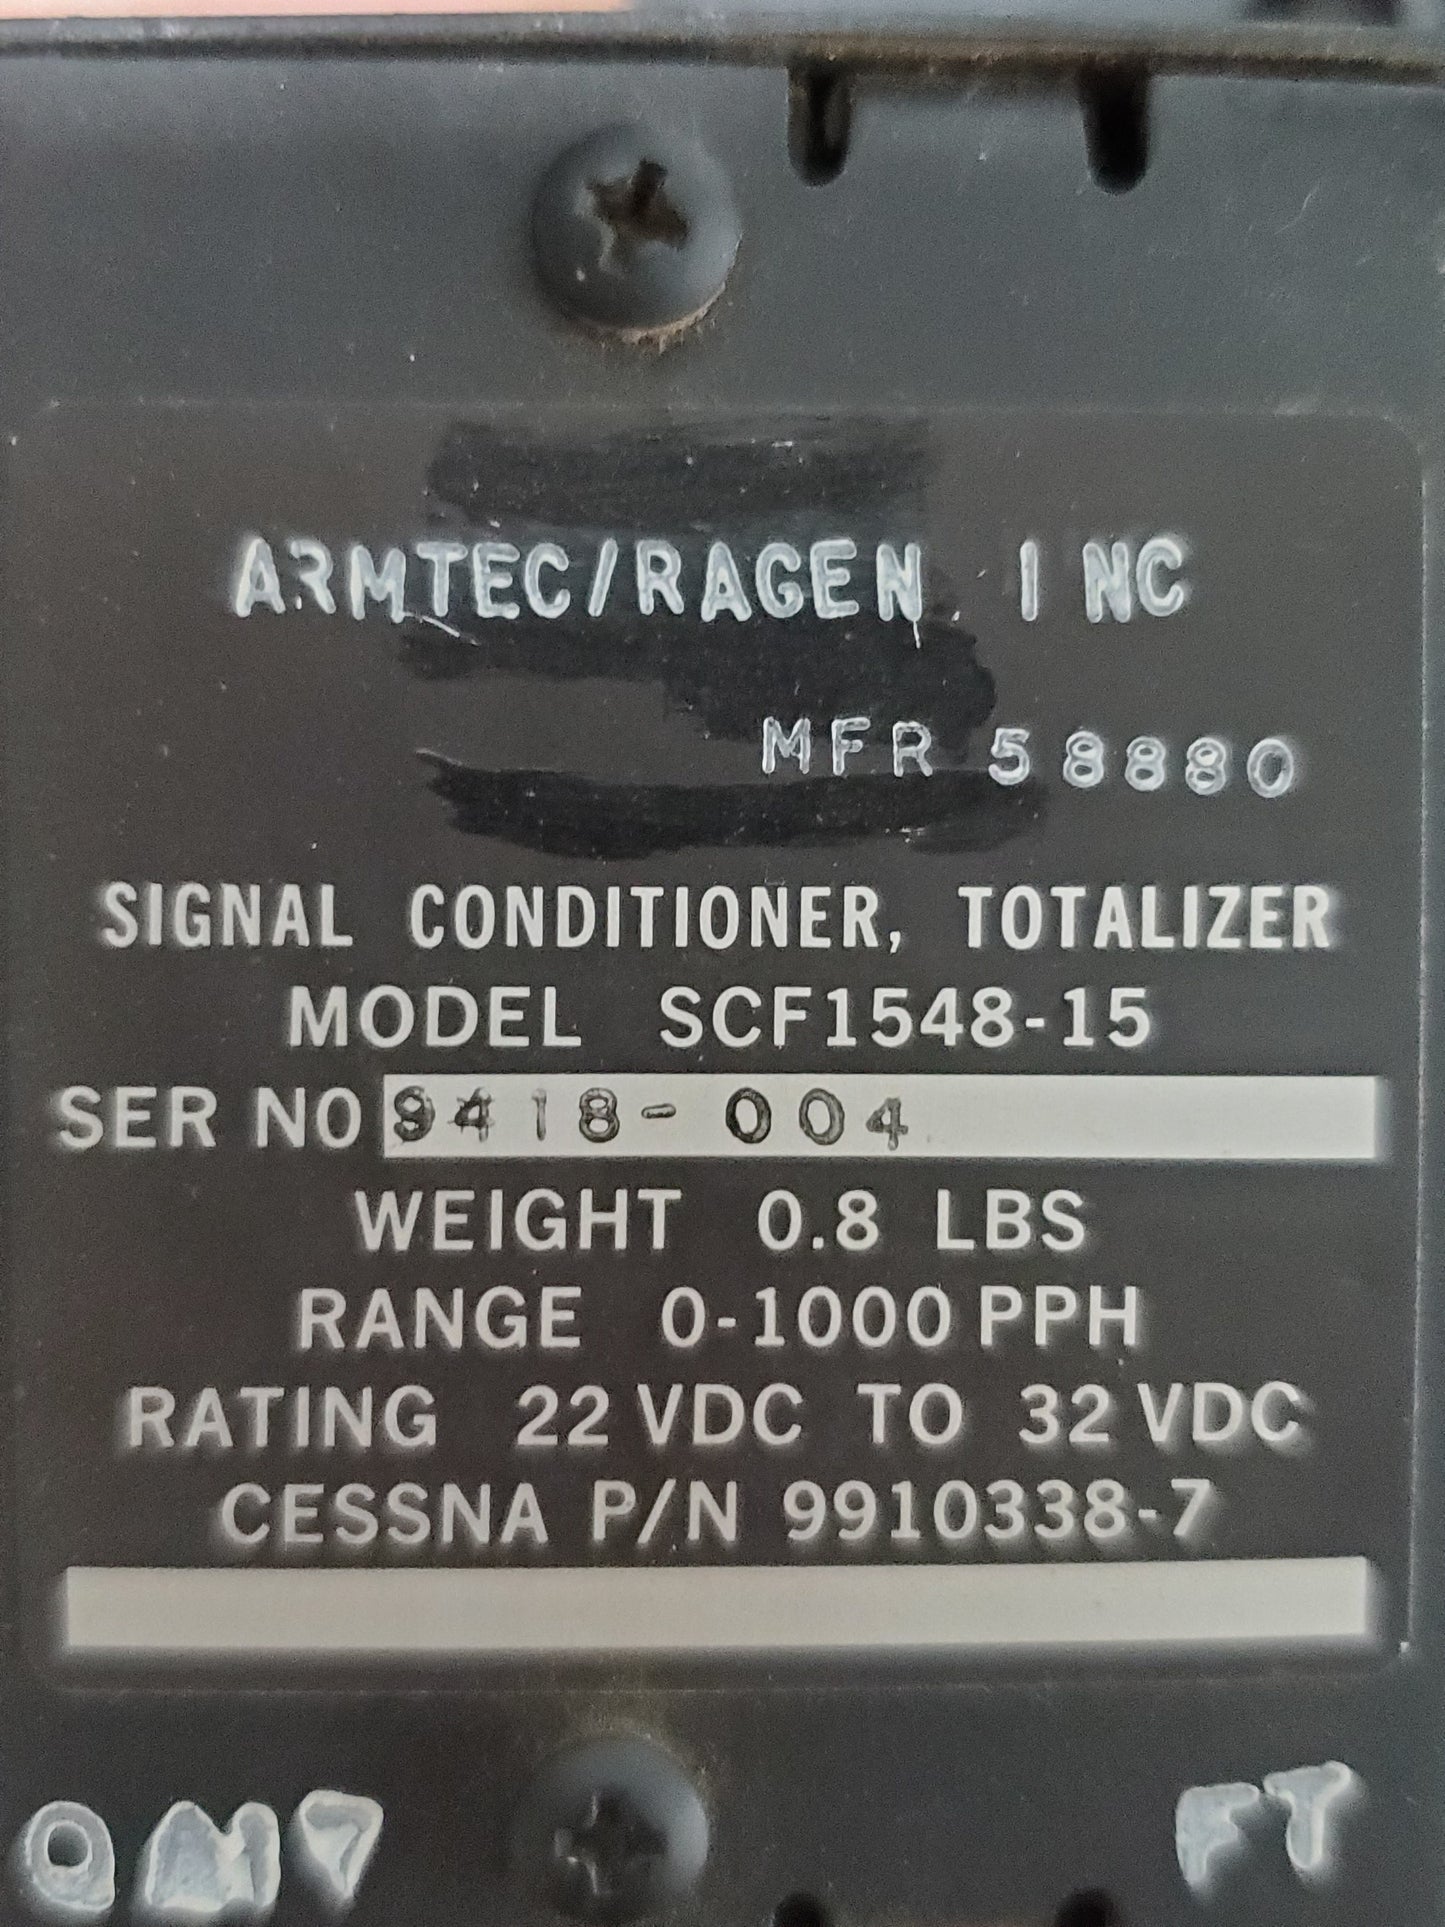 ARMTEC/RAGEN INC
MFR 58880
SIGNAL CONDITIONER, TOTALIZER
MODEL SCF1548-15
SER NO 9418-004
WEIGHT 0.8 LBS
RANGE 0-1000 PPH
RATING 22 VDC TO 32 VDC
CESSNA P/N 9910338-7
FT